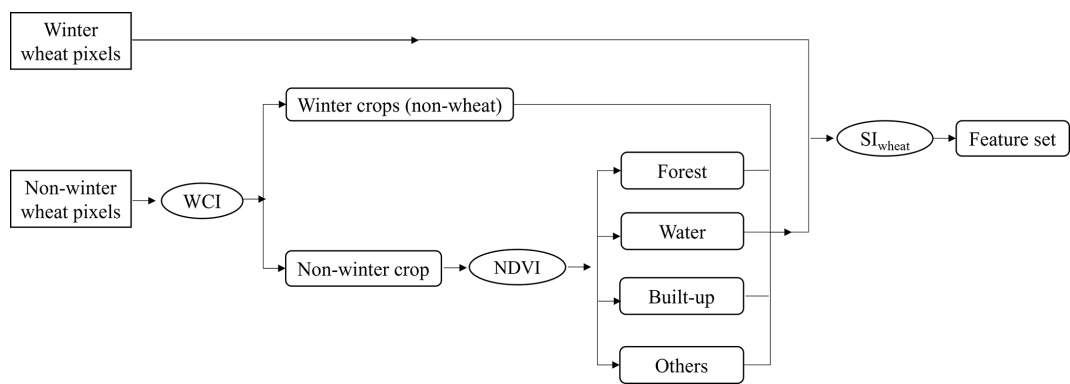 Winter
wheat pixels
Winter crops (non-wheat)
SIwheat
Feature set
Forest
Non-winter
wheat pixels
WCI
Water
Non-winter crop
NDVI
Built-up
Others